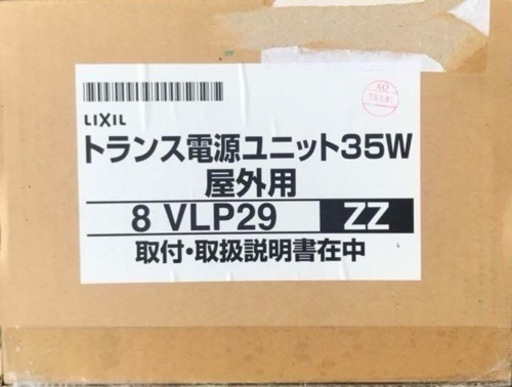 LIXIL
トランス電源ユニット35W
屋外用
8 VLP29 ZZ
取付・取扱説明書在中
AO